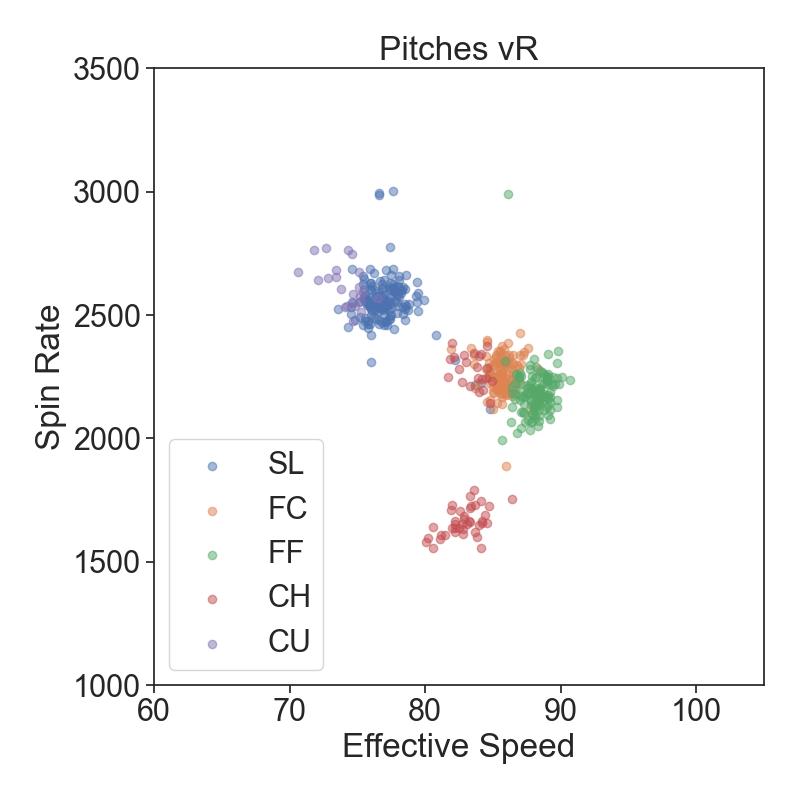 Pitches vR
3500
3000
2500
2000
1500
1000
Spin Rate
SL
FC
FF
CH
CU
60 70 80 90 100
Effective Speed